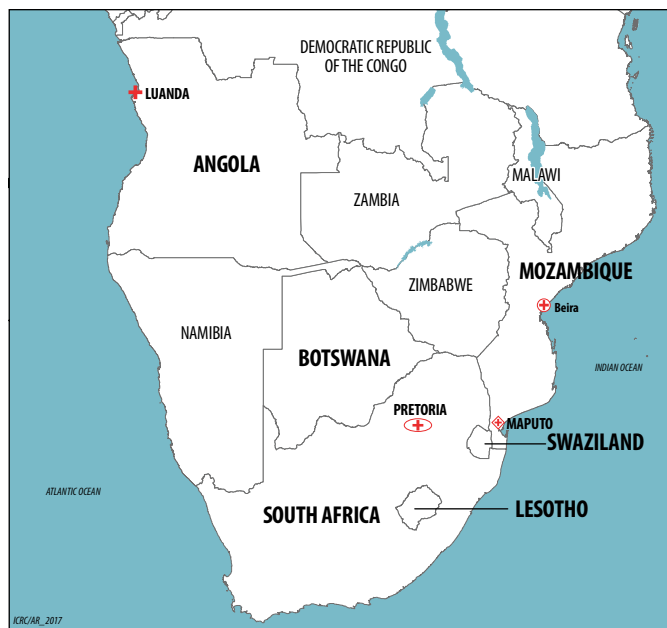 DEMOCRATIC REPUBLIC
OF THE CONGO
LUANDA
ANGOLA
MALAWI
ZAMBIA
MOZAMBIQUE
ZIMBABWE
Beira
NAMIBIA
BOTSWANA
INDIAN OCEAN
PRETORIA
MAPUTO
SWAZILAND
ATLANTIC OCEAN
SOUTH AFRICA
LESOTHO
ICRC/AR_2017